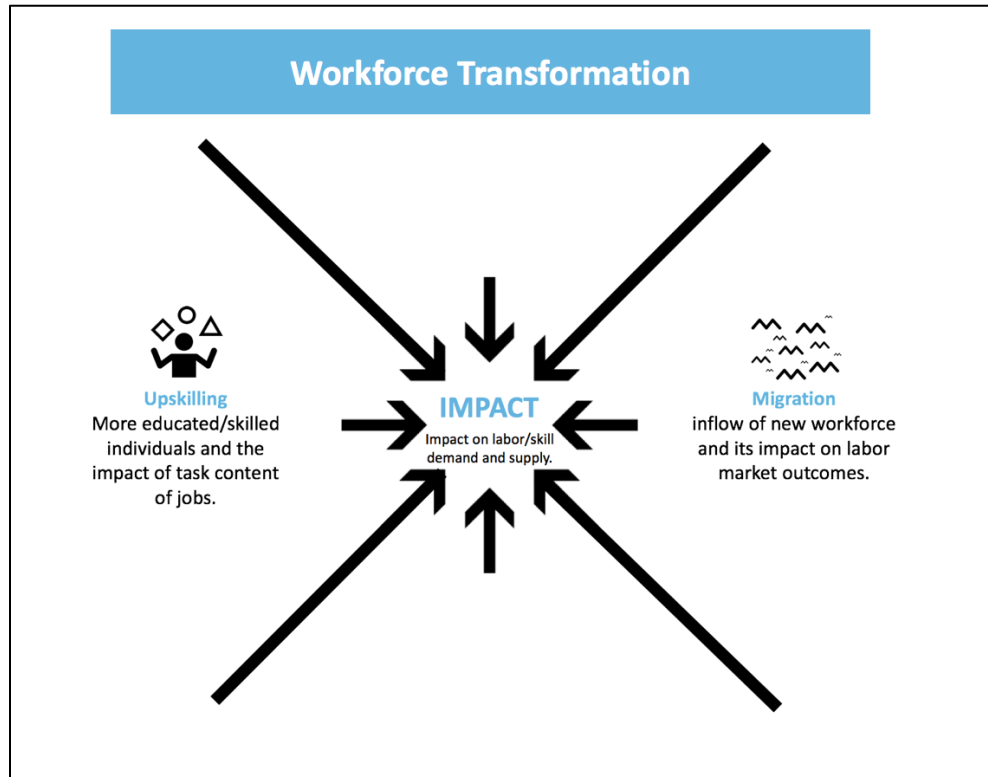 Workforce Transformation
Upskilling
More educated/skilled
individuals and the
impact of task content
of jobs.
IMPACT
Impact on labor/skill
demand and supply.
Migration
inflow of new workforce
and its impact on labor
market outcomes.